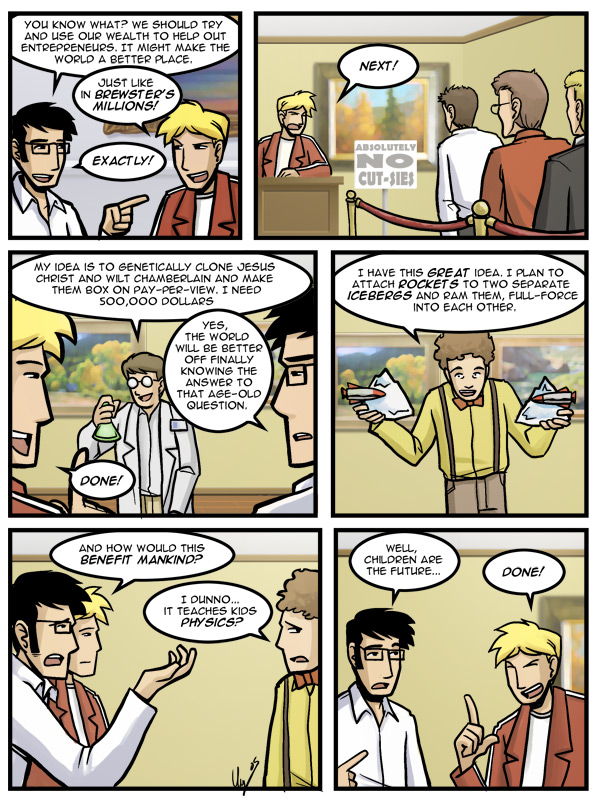 YOU KNOW WHAT? WE SHOULD TRY
AND USE OUR WEALTH TO HELP OUT
ENTREPRENEURS. IT MIGHT MAKE THE
WORLD A BETTER PLACE.
JUST LIKE
IN BREWSTER'S
MILLIONS!
EXACTLY!
NEXT!
ABSOLUTELY
NO
CUT-SIES
MY IDEA IS TO GENETICALLY CLONE JESUS
CHRIST AND WILT CHAMBERLAIN AND MAKE
THEM BOX ON PAY-PER-VIEW. I NEED
500,000 DOLLARS
YES,
THE WORLD
WILL BE BETTER
OFF FINALLY
KNOWING THE
ANSWER TO
THAT AGE-OLD
QUESTION.
DONE!
I HAVE THIS GREAT IDEA. I PLAN TO
ATTACH ROCKETS TO TWO SEPARATE
ICEBERGS AND RAM THEM, FULL-FORCE
INTO EACH OTHER.
AND HOW WOULD THIS
BENEFIT MANKIND?
I DUNNO...
IT TEACHES KIDS
PHYSICS?
WELL,
CHILDREN ARE
THE FUTURE...
DONE!